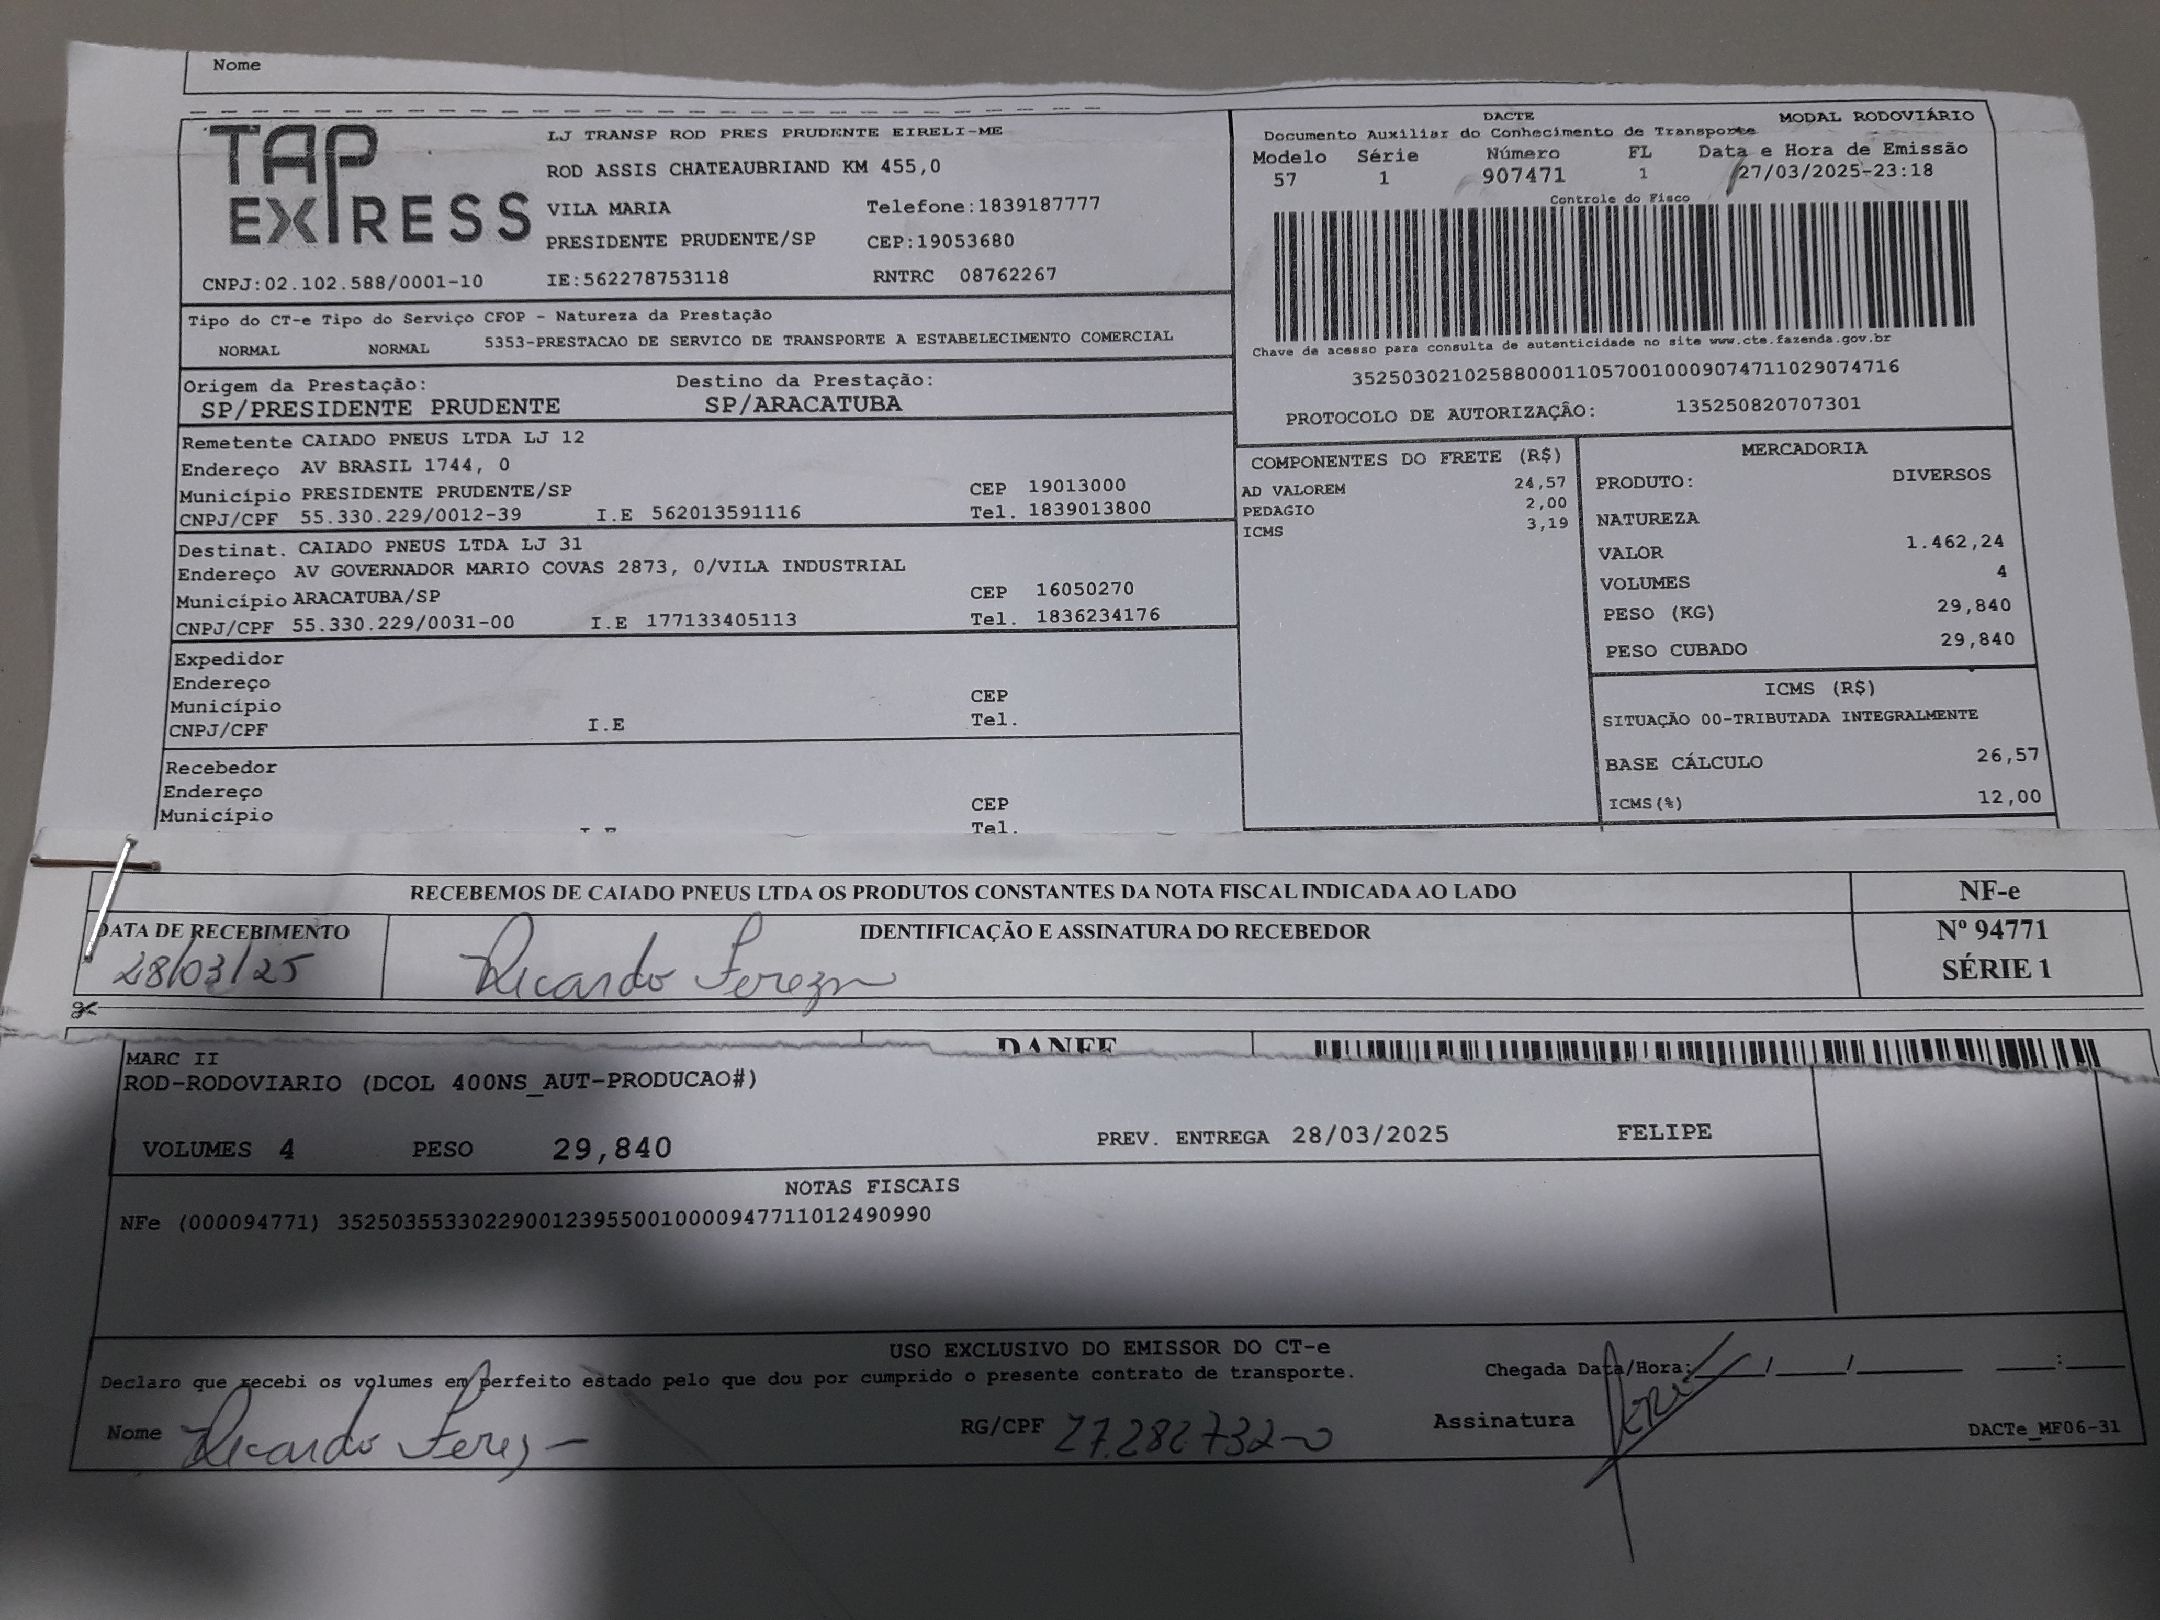 Nome
TAP EXPRESS
LJ TRANSP ROD PRES PRUDENTE EIRELI-ME
ROD ASSIS CHATEAUBRIAND KM 455,0
VILA MARIA Telefone:1839187777
PRESIDENTE PRUDENTE/SP CEP:19053680
CNPJ:02.102.588/0001-10 IE:562278753118 RNTRC 08762267
DACTE MODAL RODOVIÁRIO
Documento Auxiliar do Conhecimento de Transporte
Modelo Série Número FL Data e Hora de Emissão
57 1 907471 1 27/03/2025-23:18
Controle do Fisco
Chave de acesso para consulta de autenticidade no site www.cte.fazenda.gov.br
35250302102588000110570010009074711029074716
PROTOCOLO DE AUTORIZAÇÃO: 135250820707301
Tipo do CT-e Tipo do Serviço CFOP - Natureza da Prestação
NORMAL NORMAL 5353-PRESTACAO DE SERVICO DE TRANSPORTE A ESTABELECIMENTO COMERCIAL
Origem da Prestação: Destino da Prestação:
SP/PRESIDENTE PRUDENTE SP/ARACATUBA
Remetente CAIADO PNEUS LTDA LJ 12
Endereço AV BRASIL 1744, 0
Município PRESIDENTE PRUDENTE/SP CEP 19013000
CNPJ/CPF 55.330.229/0012-39 I.E 562013591116 Tel. 1839013800
Destinat. CAIADO PNEUS LTDA LJ 31
Endereço AV GOVERNADOR MARIO COVAS 2873, 0/VILA INDUSTRIAL
Município ARACATUBA/SP CEP 16050270
CNPJ/CPF 55.330.229/0031-00 I.E 177133405113 Tel. 1836234176
Expedidor
Endereço
Município CEP
CNPJ/CPF I.E Tel.
Recebedor
Endereço
Município CEP
I.E Tel.
COMPONENTES DO FRETE (R$)
AD VALOREM 24,57
PEDAGIO 2,00
ICMS 3,19
MERCADORIA
PRODUTO: DIVERSOS
NATUREZA
VALOR 1.462,24
VOLUMES 4
PESO (KG) 29,840
PESO CUBADO 29,840
ICMS (R$)
SITUAÇÃO 00-TRIBUTADA INTEGRALMENTE
BASE CÁLCULO 26,57
ICMS(%) 12,00
RECEBEMOS DE CAIADO PNEUS LTDA OS PRODUTOS CONSTANTES DA NOTA FISCAL INDICADA AO LADO NF-e
DATA DE RECEBIMENTO IDENTIFICAÇÃO E ASSINATURA DO RECEBEDOR Nº 94771
28/03/25 Ricardo SÉRIE 1
DANFE
MARC II
ROD-RODOVIARIO (DCOL 400NS_AUT-PRODUCAO#)
VOLUMES 4 PESO 29,840 PREV. ENTREGA 28/03/2025 FELIPE
NOTAS FISCAIS
NFe (000094771) 35250355330229001239550010000947711012490990
USO EXCLUSIVO DO EMISSOR DO CT-e
Declaro que recebi os volumes em perfeito estado pelo que dou por cumprido o presente contrato de transporte. Chegada Data/Hora: / / :
Nome Ricardo RG/CPF 27.282.732-0 Assinatura DACTe_MF06-31